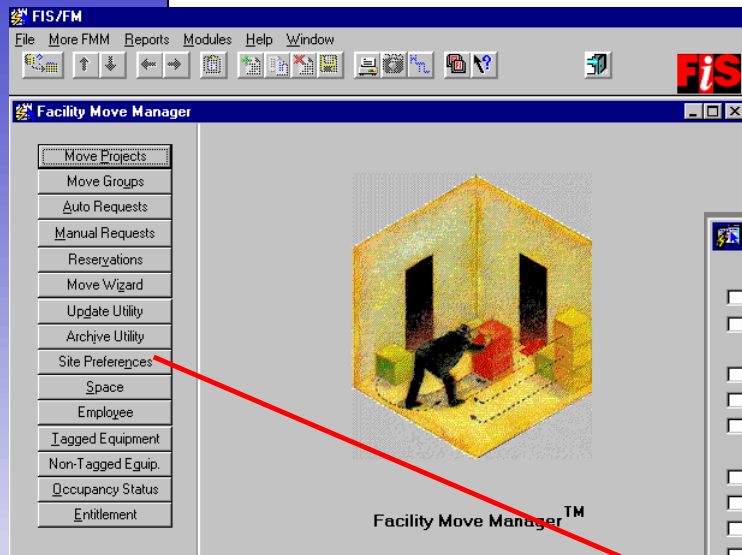 FIS/FM
File More FMM Reports Modules Help Window
FiS
Facility Move Manager
Move Projects
Move Groups
Auto Requests
Manual Requests
Reservations
Move Wizard
Update Utility
Archive Utility
Site Preferences
Space
Employee
Tagged Equipment
Non-Tagged Equip.
Occupancy Status
Entitlement
Facility Move Manager™